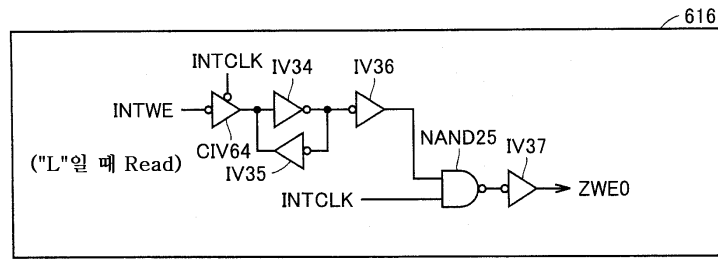 616
INTCLK
IV34
IV36
INTWE
CIV64
IV35
NAND25
IV37
ZWE0
("L"일 때 Read)
INTCLK